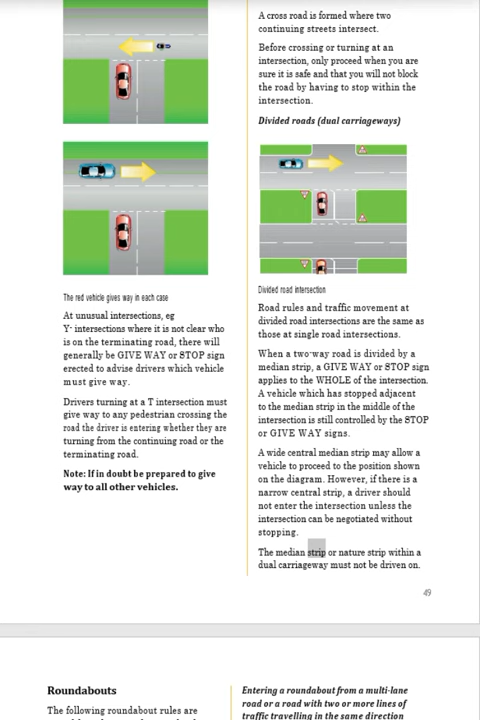 The red vehicle gives way in each case
At unusual intersections, eg
Y- intersections where it is not clear who
is on the terminating road, there will
generally be GIVE WAY or STOP sign
erected to advise drivers which vehicle
must give way.
Drivers turning at a T intersection must
give way to any pedestrian crossing the
road the driver is entering whether they are
turning from the continuing road or the
terminating road.
Note: If in doubt be prepared to give
way to all other vehicles.
A cross road is formed where two
continuing streets intersect.
Before crossing or turning at an
intersection, only proceed when you are
sure it is safe and that you will not block
the road by having to stop within the
intersection.
Divided roads (dual carriageways)
Divided road intersection
Road rules and traffic movement at
divided road intersections are the same as
those at single road intersections.
When a two-way road is divided by a
median strip, a GIVE WAY or STOP sign
applies to the WHOLE of the intersection.
A vehicle which has stopped adjacent
to the median strip in the middle of the
intersection is still controlled by the STOP
or GIVE WAY signs.
A wide central median strip may allow a
vehicle to proceed to the position shown
on the diagram. However, if there is a
narrow central strip, a driver should
not enter the intersection unless the
intersection can be negotiated without
stopping.
The median strip or nature strip within a
dual carriageway must not be driven on.
49
Roundabouts
The following roundabout rules are
Entering a roundabout from a multi-lane
road or a road with two or more lines of
traffic travelling in the same direction